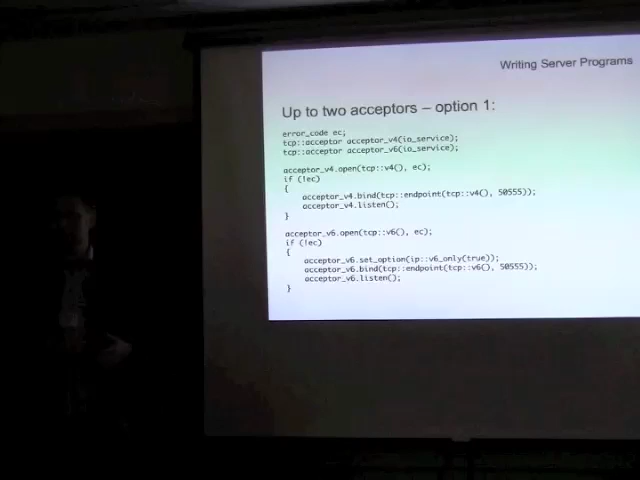 Writing Server Programs
Up to two acceptors – option 1:
error_code ec;
tcp::acceptor acceptor_v4(io_service);
tcp::acceptor acceptor_v6(io_service);
acceptor_v4.open(tcp::v4(), ec);
if (!ec)
{
acceptor_v4.bind(tcp::endpoint(tcp::v4(), 50555));
acceptor_v4.listen();
}
acceptor_v6.open(tcp::v6(), ec);
if (!ec)
{
acceptor_v6.set_option(ip::v6_only(true));
acceptor_v6.bind(tcp::endpoint(tcp::v6(), 50555));
acceptor_v6.listen();
}